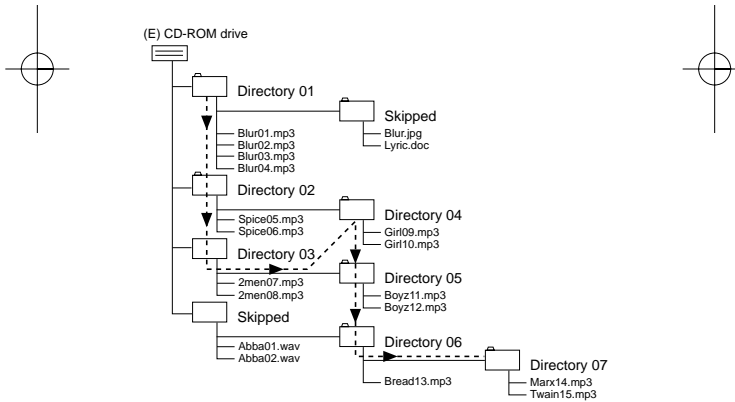 (E) CD-ROM drive
Directory 01
Skipped
Blur01.mp3
Blur02.mp3
Blur03.mp3
Blur04.mp3
Blur.jpg
Lyric.doc
Directory 02
Spice05.mp3
Spice06.mp3
Directory 04
Girl09.mp3
Girl10.mp3
Directory 03
2men07.mp3
2men08.mp3
Directory 05
Boyz11.mp3
Boyz12.mp3
Skipped
Abba01.wav
Abba02.wav
Directory 06
Bread13.mp3
Directory 07
Marx14.mp3
Twain15.mp3